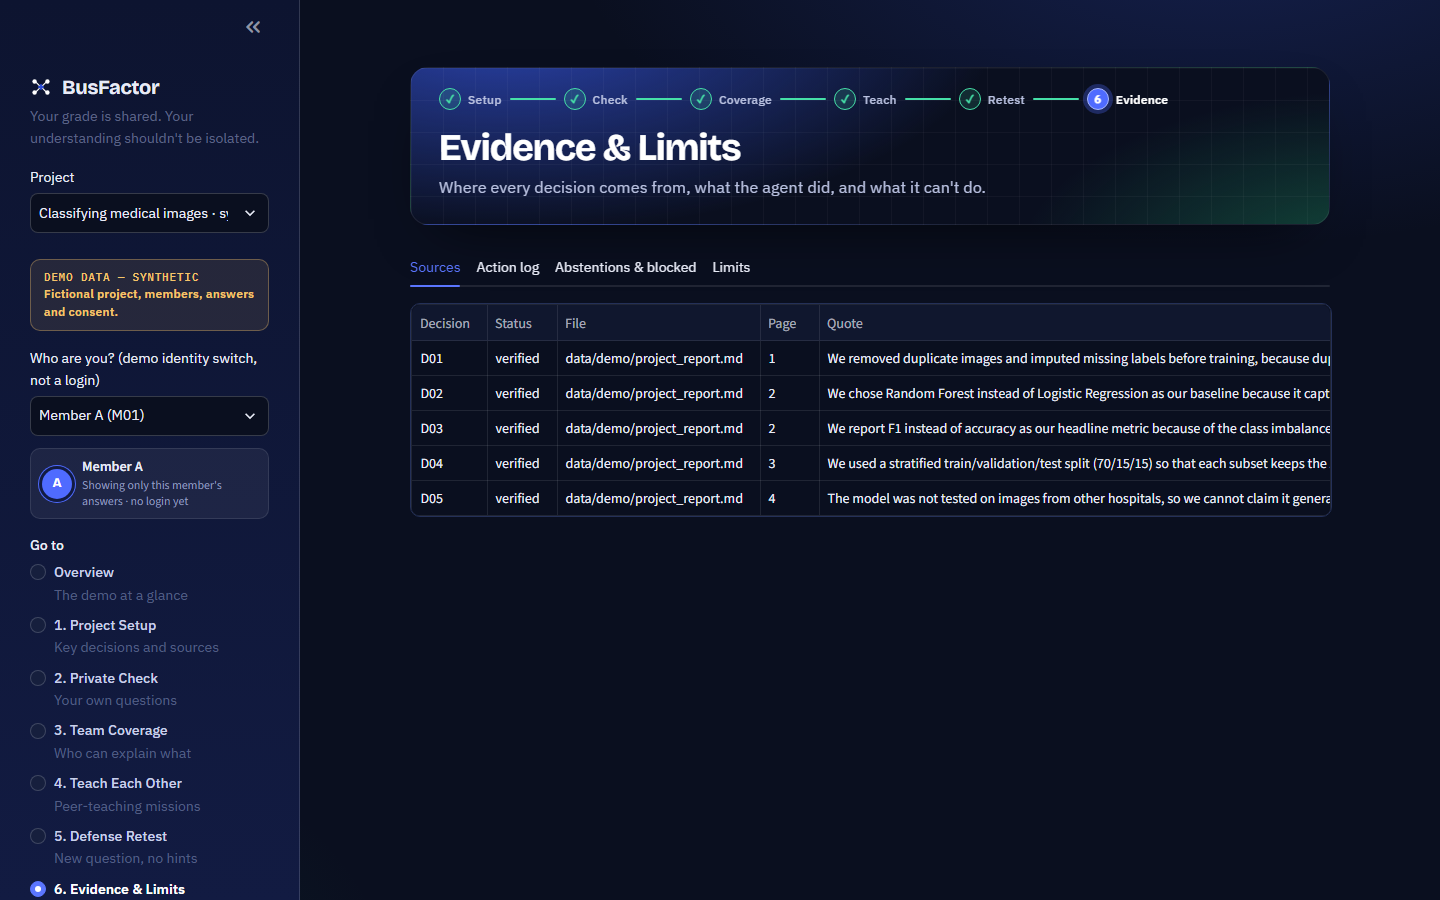 BusFactor
Your grade is shared. Your
understanding shouldn't be isolated.
Project
Classifying medical images · sy
DEMO DATA — SYNTHETIC
Fictional project, members, answers
and consent.
Who are you? (demo identity switch,
not a login)
Member A (M01)
A
Member A
Showing only this member's
answers · no login yet
Go to
Overview
The demo at a glance
1. Project Setup
Key decisions and sources
2. Private Check
Your own questions
3. Team Coverage
Who can explain what
4. Teach Each Other
Peer-teaching missions
5. Defense Retest
New question, no hints
6. Evidence & Limits
Setup Check Coverage Teach Retest 6 Evidence
Evidence & Limits
Where every decision comes from, what the agent did, and what it can't do.
Sources Action log Abstentions & blocked Limits
Decision Status File Page Quote
D01 verified data/demo/project_report.md 1 We removed duplicate images and imputed missing labels before training, because dup
D02 verified data/demo/project_report.md 2 We chose Random Forest instead of Logistic Regression as our baseline because it capt
D03 verified data/demo/project_report.md 2 We report F1 instead of accuracy as our headline metric because of the class imbalance
D04 verified data/demo/project_report.md 3 We used a stratified train/validation/test split (70/15/15) so that each subset keeps the
D05 verified data/demo/project_report.md 4 The model was not tested on images from other hospitals, so we cannot claim it genera